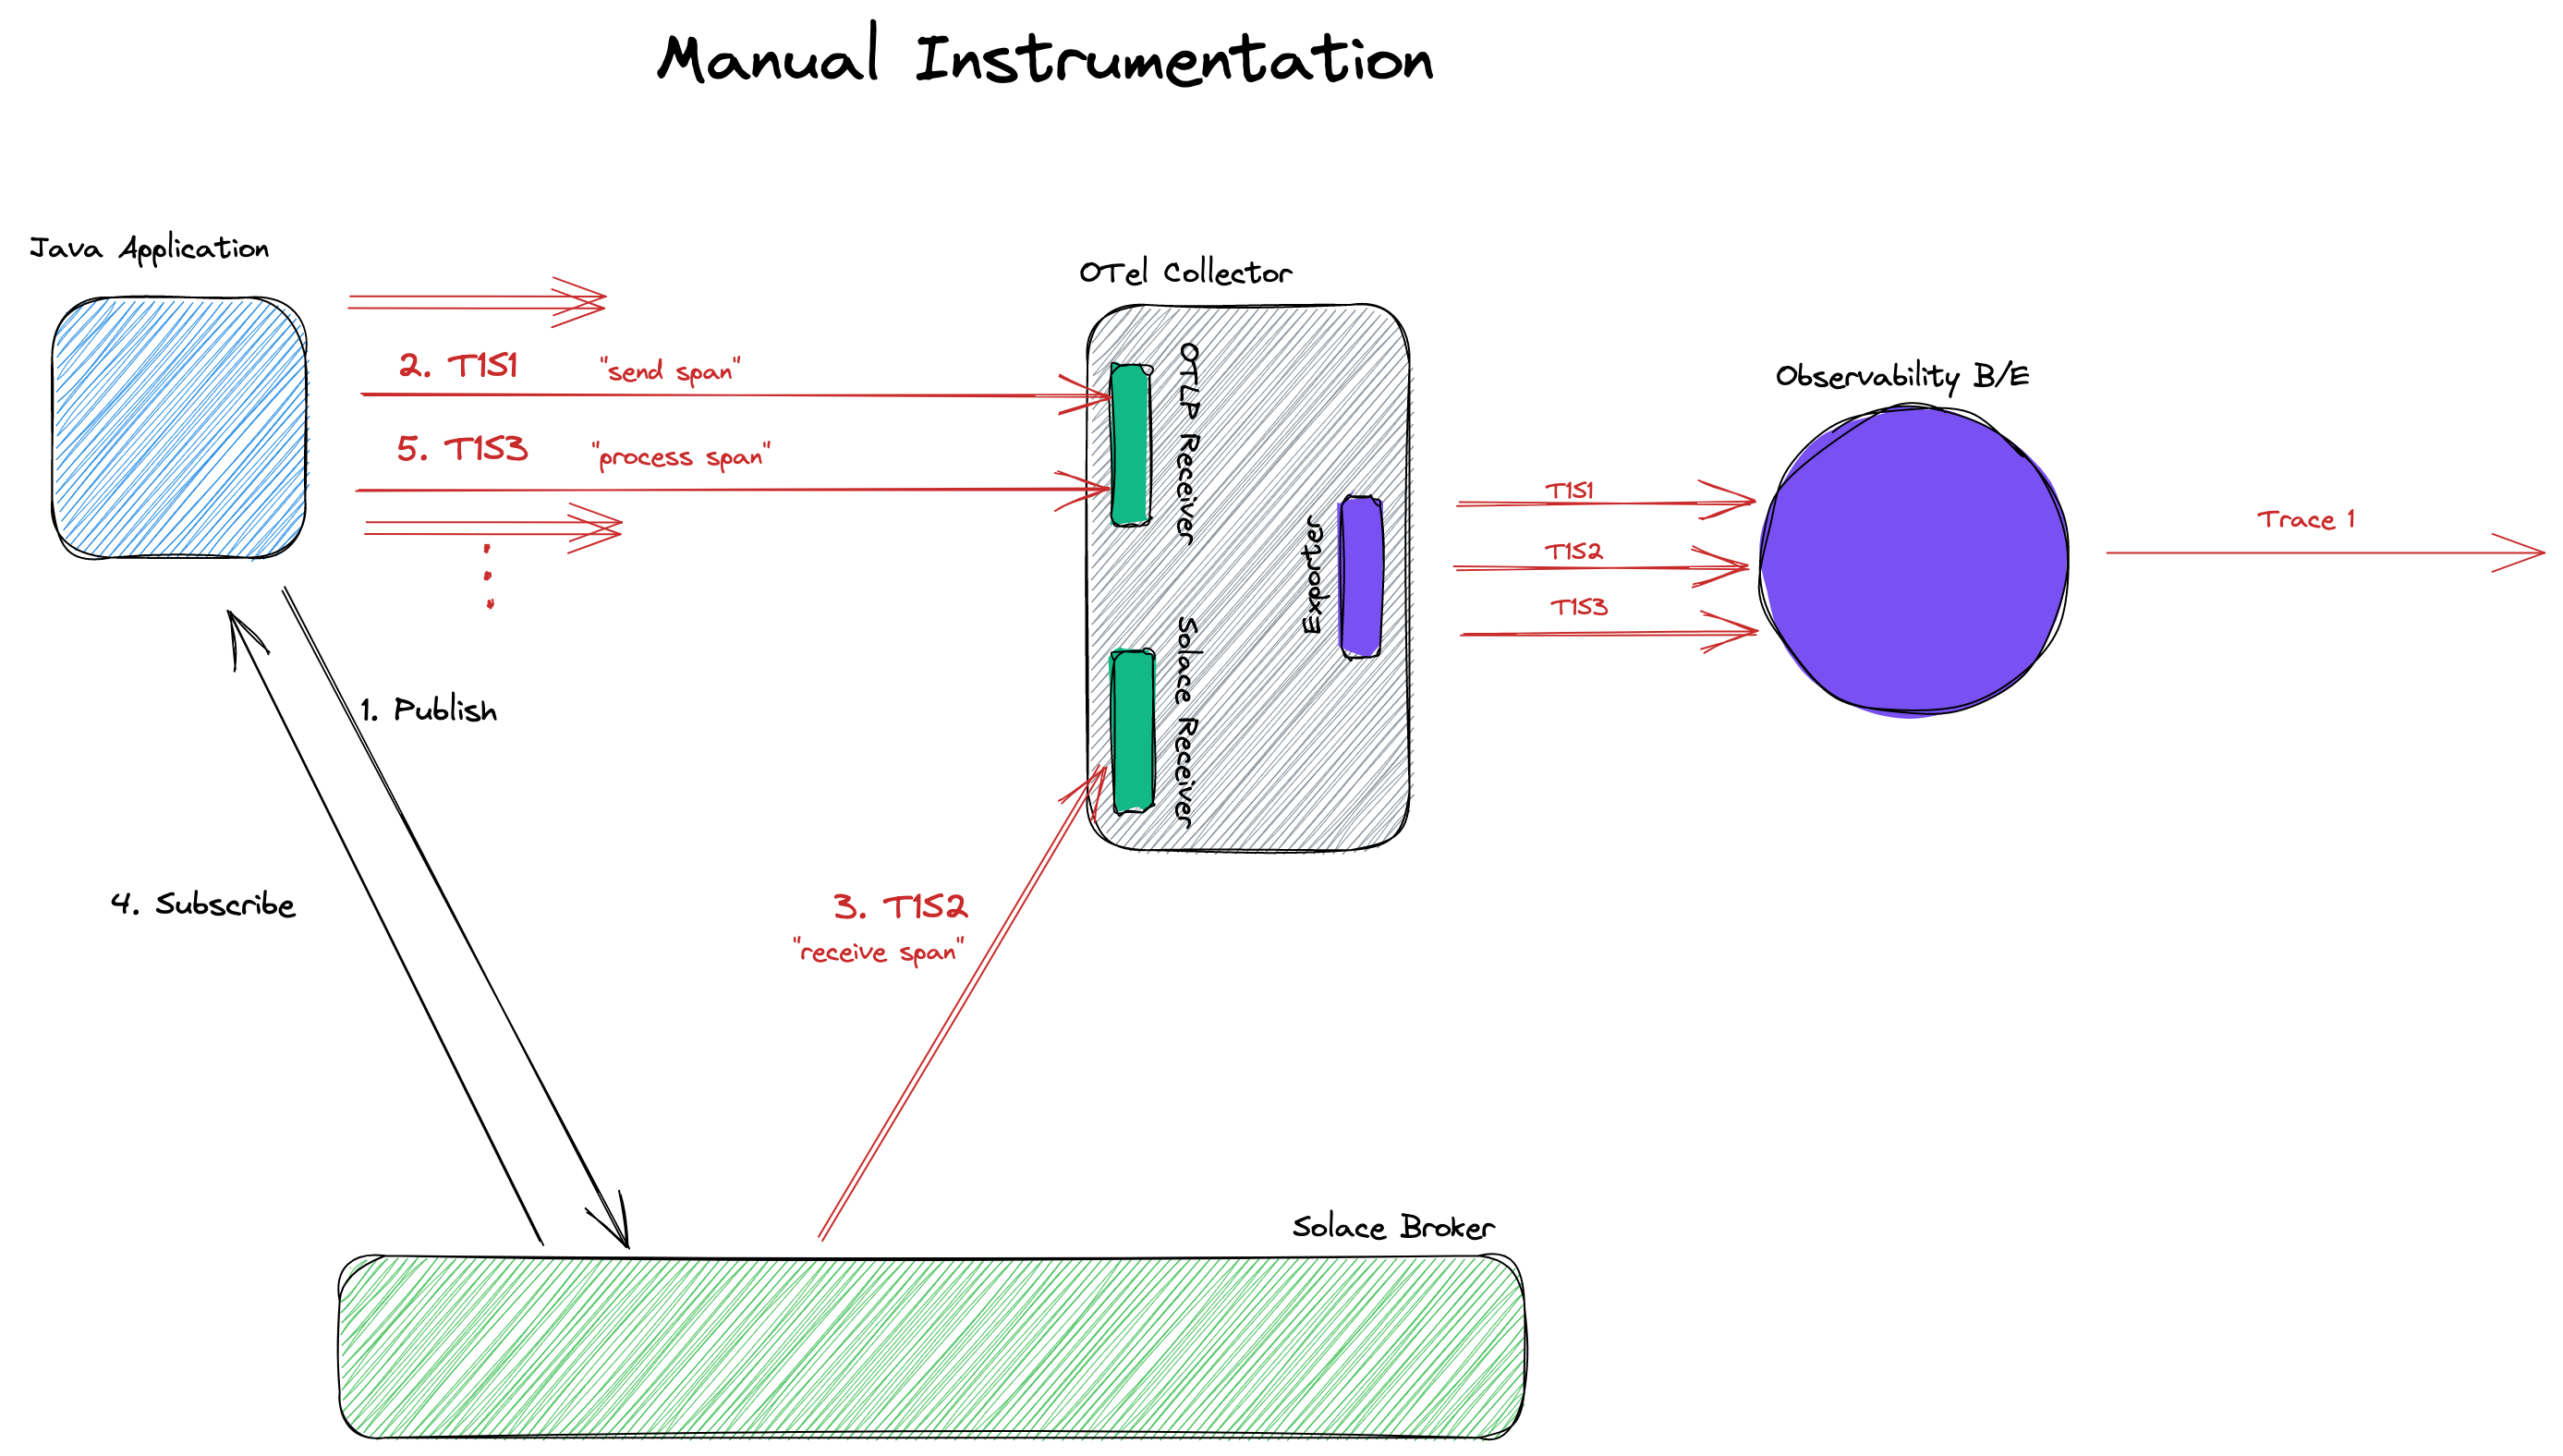 Manual Instrumentation
Java Application
OTel Collector
2. T1S1
"send span"
5. T1S3
"process span"
OTLP Receiver
Exporter
Solace Receiver
Observability B/E
T1S1
T1S2
T1S3
Trace 1
1. Publish
4. Subscribe
3. T1S2
"receive span"
Solace Broker